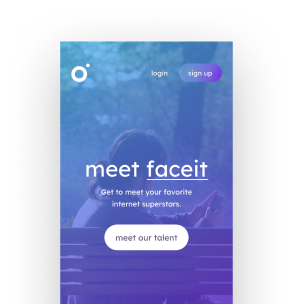 login
sign up
meet faceit
Get to meet your favorite
internet superstars.
meet our talent